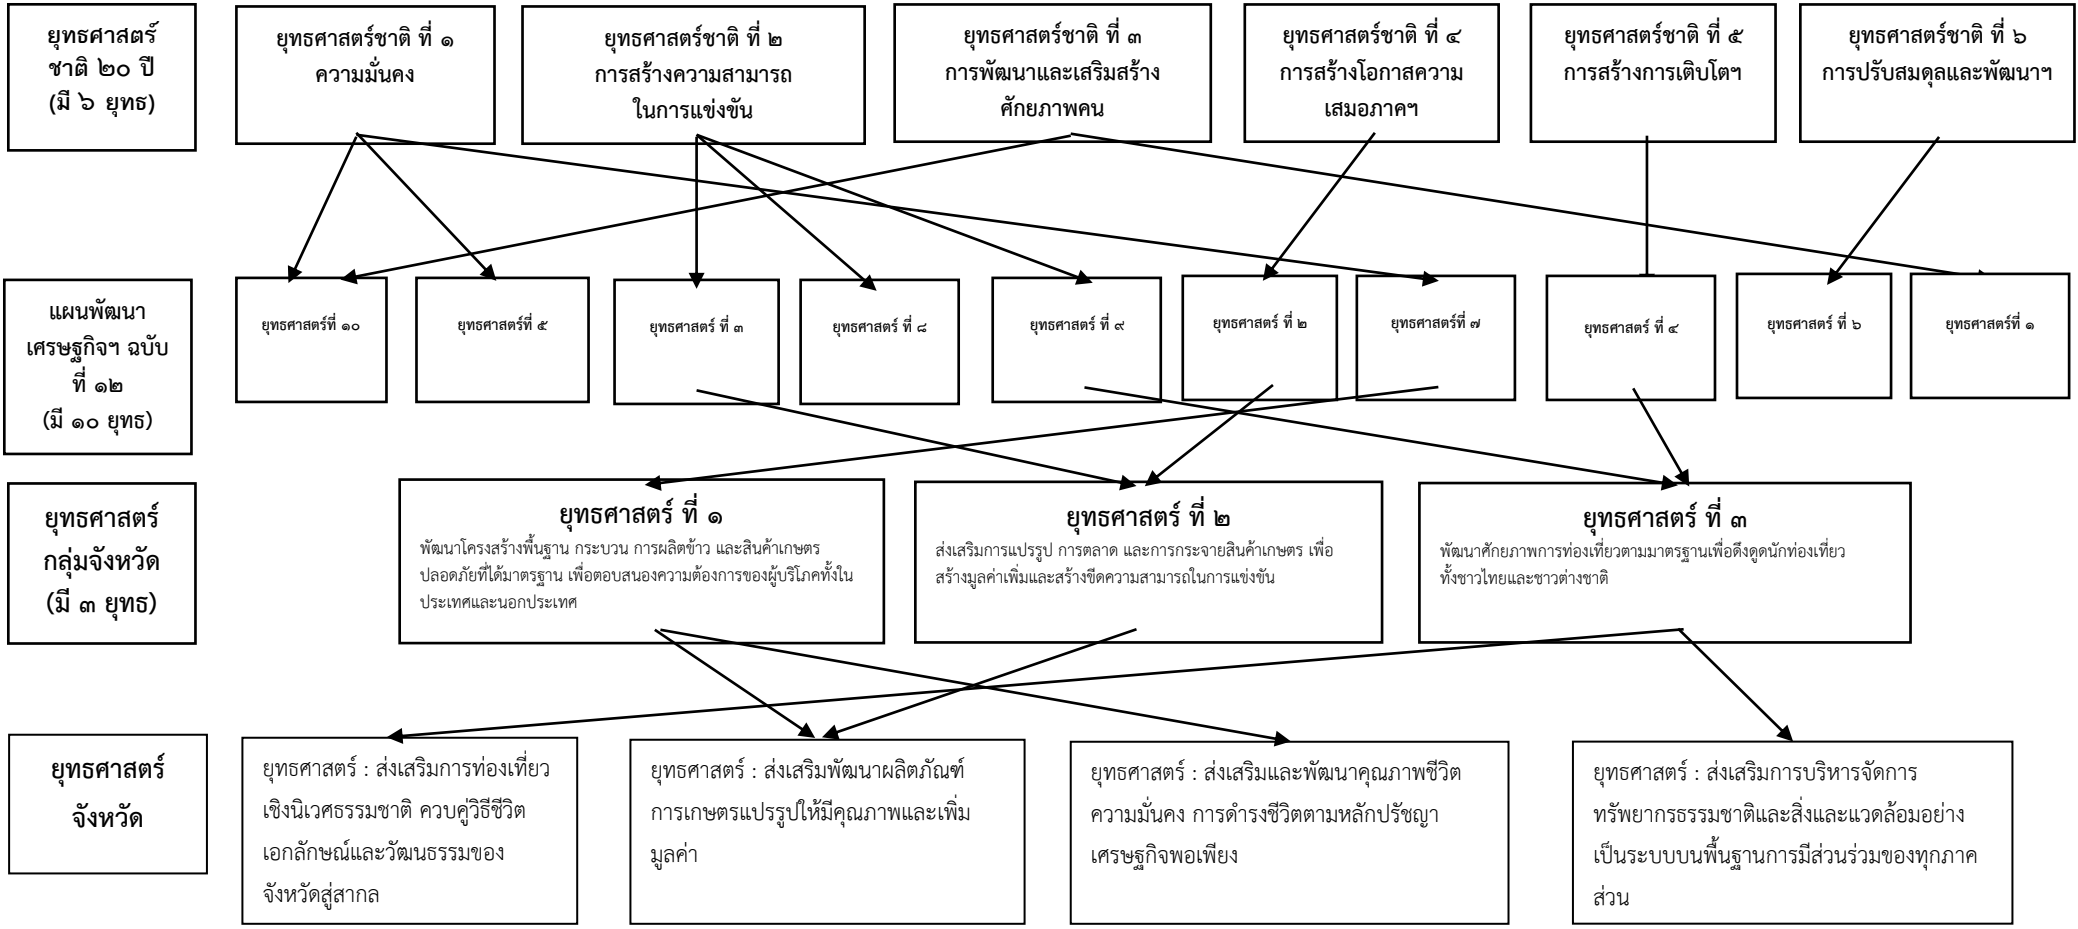 ยุทธศาสตร์
ชาติ ๒๐ ปี
(มี ๖ ยุทธ)
ยุทธศาสตร์ชาติ ที่ ๑
ความมั่นคง
ยุทธศาสตร์ชาติ ที่ ๒
การสร้างความสามารถ
ในการแข่งขัน
ยุทธศาสตร์ชาติ ที่ ๓
การพัฒนาและเสริมสร้าง
ศักยภาพคน
ยุทธศาสตร์ชาติ ที่ ๔
การสร้างโอกาสความ
เสมอภาคฯ
ยุทธศาสตร์ชาติ ที่ ๕
การสร้างการเติบโตฯ
ยุทธศาสตร์ชาติ ที่ ๖
การปรับสมดุลและพัฒนาฯ
แผนพัฒนา
เศรษฐกิจฯ ฉบับ
ที่ ๑๒
(มี ๑๐ ยุทธ)
ยุทธศาสตร์ที่ ๑๐
ยุทธศาสตร์ที่ ๕
ยุทธศาสตร์ ที่ ๓
ยุทธศาสตร์ ที่ ๘
ยุทธศาสตร์ ที่ ๙
ยุทธศาสตร์ ที่ ๒
ยุทธศาสตร์ที่ ๗
ยุทธศาสตร์ ที่ ๔
ยุทธศาสตร์ ที่ ๖
ยุทธศาสตร์ที่ ๑
ยุทธศาสตร์
กลุ่มจังหวัด
(มี ๓ ยุทธ)
ยุทธศาสตร์ ที่ ๑
พัฒนาโครงสร้างพื้นฐาน กระบวน การผลิตข้าว และสินค้าเกษตร
ปลอดภัยที่ได้มาตรฐาน เพื่อตอบสนองความต้องการของผู้บริโภคทั้งใน
ประเทศและนอกประเทศ
ยุทธศาสตร์ ที่ ๒
ส่งเสริมการแปรรูป การตลาด และการกระจายสินค้าเกษตร เพื่อ
สร้างมูลค่าเพิ่มและสร้างขีดความสามารถในการแข่งขัน
ยุทธศาสตร์ ที่ ๓
พัฒนาศักยภาพการท่องเที่ยวตามมาตรฐานเพื่อดึงดูดนักท่องเที่ยว
ทั้งชาวไทยและชาวต่างชาติ
ยุทธศาสตร์
จังหวัด
ยุทธศาสตร์ : ส่งเสริมการท่องเที่ยว
เชิงนิเวศธรรมชาติ ควบคู่วิธีชีวิต
เอกลักษณ์และวัฒนธรรมของ
จังหวัดสู่สากล
ยุทธศาสตร์ : ส่งเสริมพัฒนาผลิตภัณฑ์
การเกษตรแปรรูปให้มีคุณภาพและเพิ่ม
มูลค่า
ยุทธศาสตร์ : ส่งเสริมและพัฒนาคุณภาพชีวิต
ความมั่นคง การดำรงชีวิตตามหลักปรัชญา
เศรษฐกิจพอเพียง
ยุทธศาสตร์ : ส่งเสริมการบริหารจัดการ
ทรัพยากรธรรมชาติและสิ่งและแวดล้อมอย่าง
เป็นระบบบนพื้นฐานการมีส่วนร่วมของทุกภาค
ส่วน